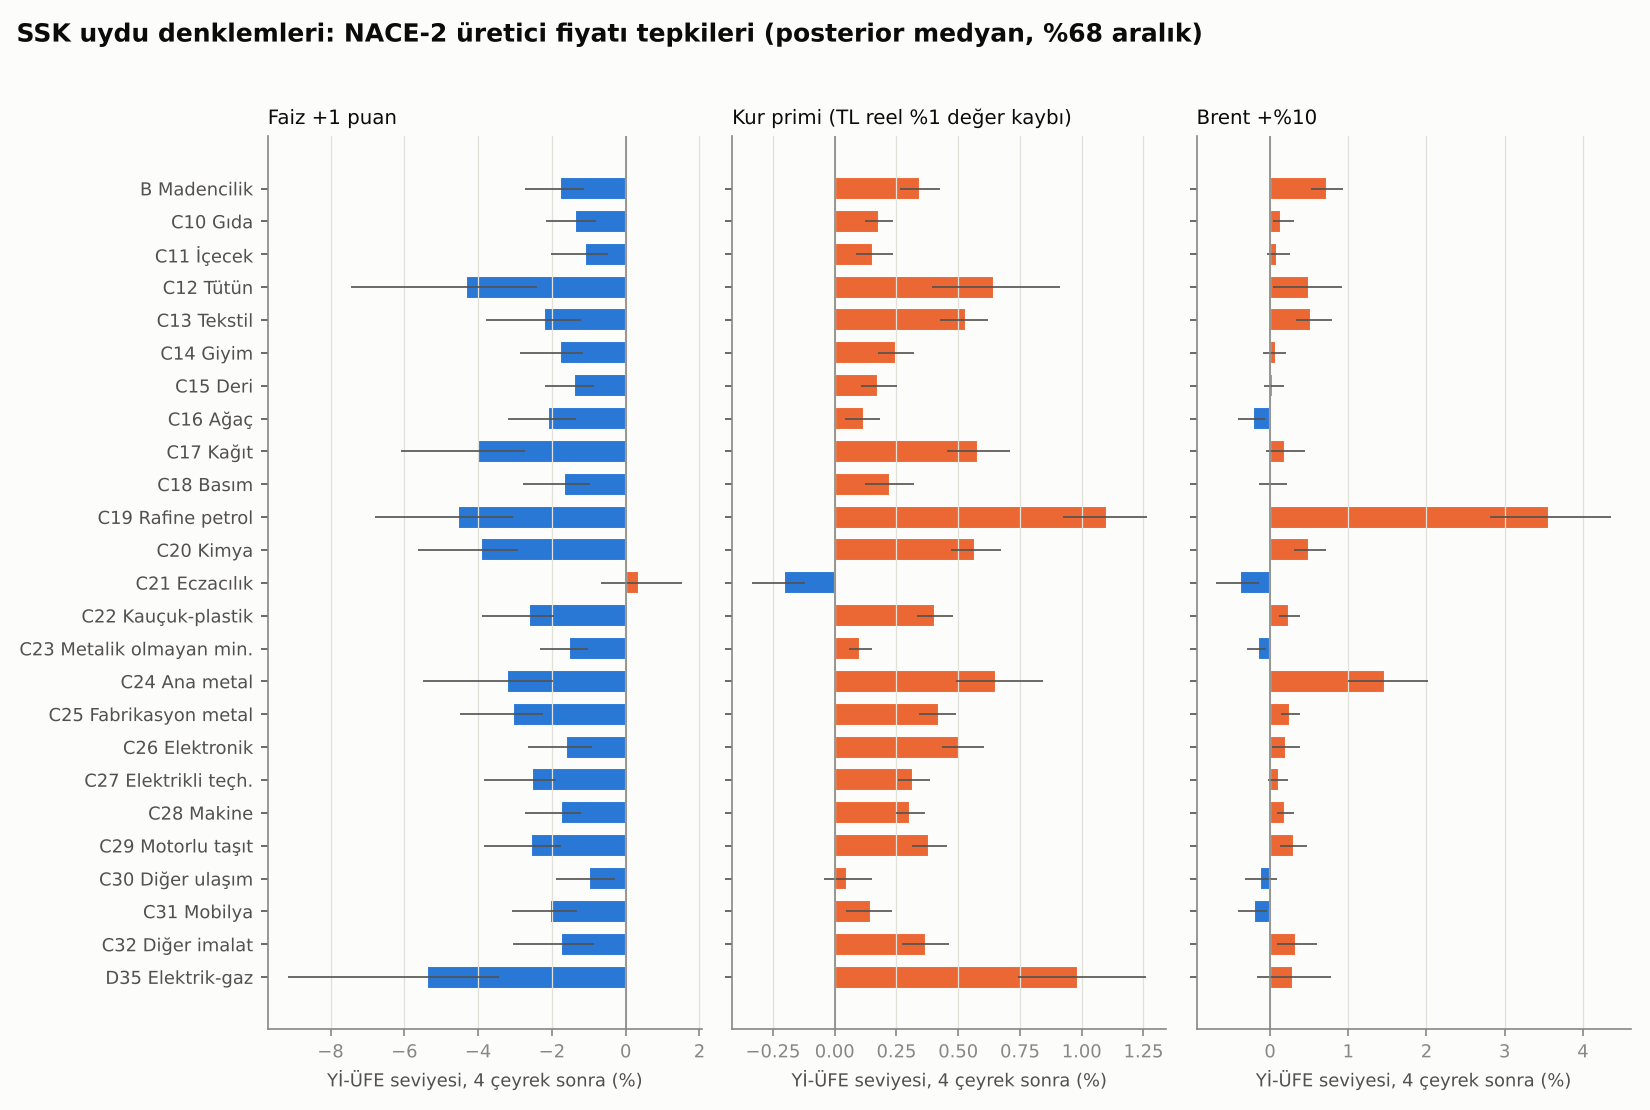 SSK uydu denklemleri: NACE-2 üretici fiyatı tepkileri (posterior medyan, %68 aralık)
Faiz +1 puan
Kur primi (TL reel %1 değer kaybı)
Brent +%10
B Madencilik
C10 Gıda
C11 İçecek
C12 Tütün
C13 Tekstil
C14 Giyim
C15 Deri
C16 Ağaç
C17 Kağıt
C18 Basım
C19 Rafine petrol
C20 Kimya
C21 Eczacılık
C22 Kauçuk-plastik
C23 Metalik olmayan min.
C24 Ana metal
C25 Fabrikasyon metal
C26 Elektronik
C27 Elektrikli teçh.
C28 Makine
C29 Motorlu taşıt
C30 Diğer ulaşım
C31 Mobilya
C32 Diğer imalat
D35 Elektrik-gaz
−8 −6 −4 −2 0 2
−0.25 0.00 0.25 0.50 0.75 1.00 1.25
0 1 2 3 4
Yİ-ÜFE seviyesi, 4 çeyrek sonra (%)
Yİ-ÜFE seviyesi, 4 çeyrek sonra (%)
Yİ-ÜFE seviyesi, 4 çeyrek sonra (%)